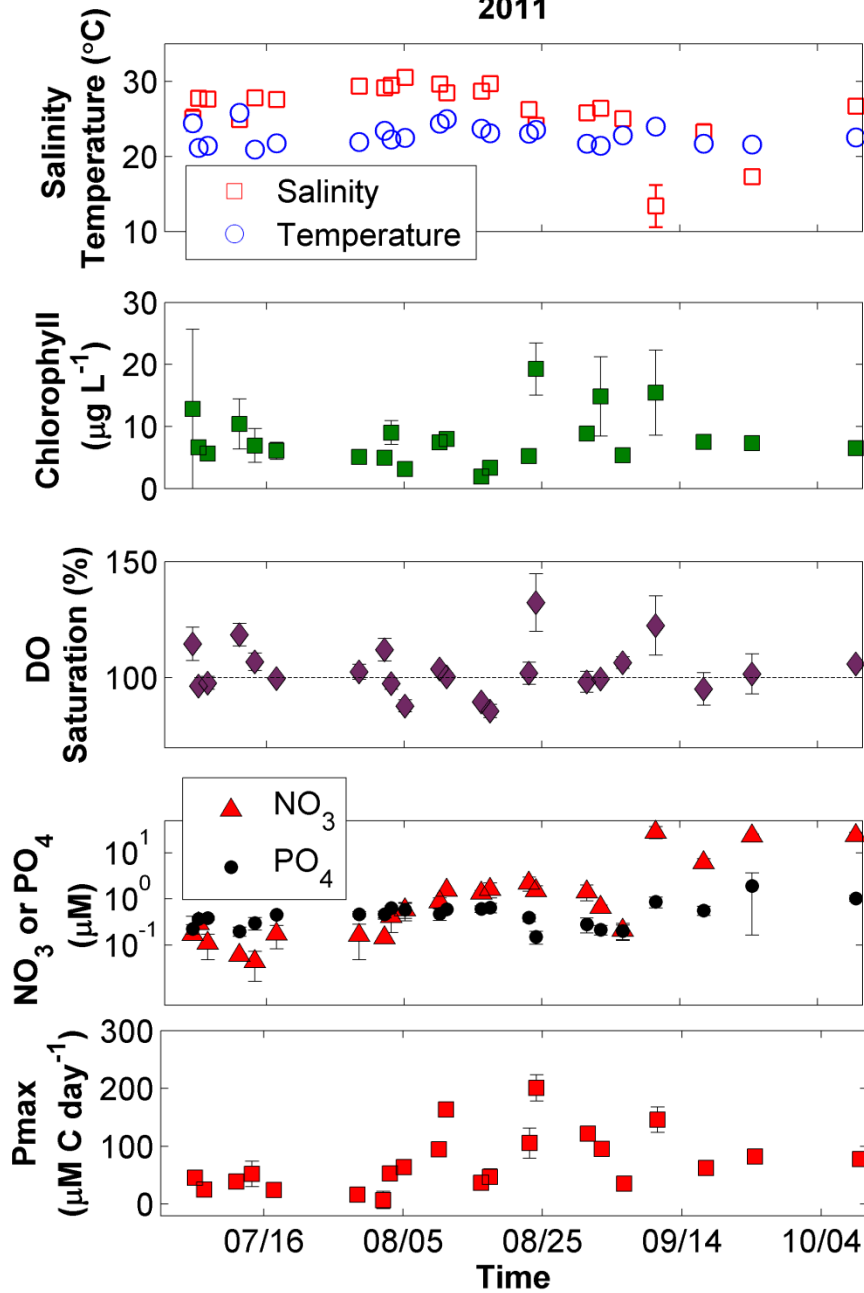 2011
Salinity
Temperature (°C)
30
20
10
Salinity
Temperature
Chlorophyll
(μg L⁻¹)
30
20
10
0
DO
Saturation (%)
150
100
NO₃ or PO₄
(μM)
10¹
10⁰
10⁻¹
NO₃
PO₄
Pmax
(μM C day⁻¹)
300
200
100
0
07/16
08/05
08/25
09/14
10/04
Time